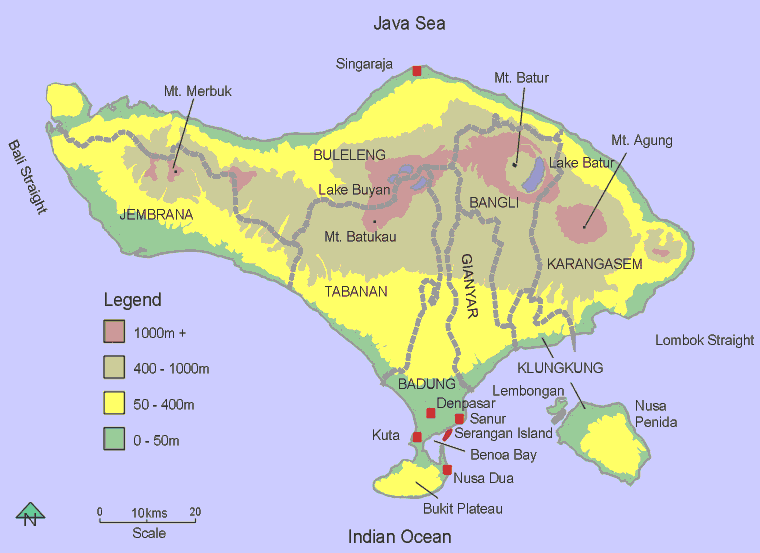 Java Sea
Singaraja
Mt. Batur
Mt. Merbuk
Mt. Agung
Bali Straight
BULELENG
Lake Batur
Lake Buyan
BANGLI
JEMBRANA
Mt. Batukau
GIANYAR
KARANGASEM
TABANAN
Legend
1000m +
400 - 1000m
50 - 400m
0 - 50m
Lombok Straight
KLUNGKUNG
BADUNG
Lembongan
Denpasar
Nusa
Penida
Sanur
Kuta
Serangan Island
Benoa Bay
Nusa Dua
Bukit Plateau
N
0 10kms 20
Scale
Indian Ocean